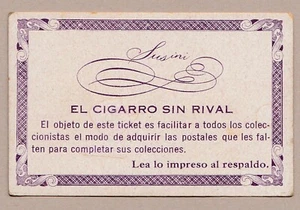 Susini
EL CIGARRO SIN RIVAL
El objeto de este ticket es facilitar a todos los colec-
cionistas el modo de adquirir las postales que les fal-
ten para completar sus colecciones.
Lea lo impreso al respaldo.